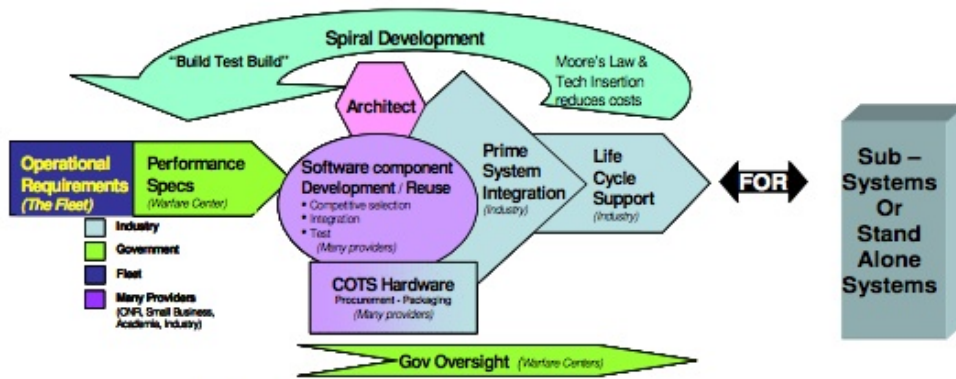 Spiral Development
"Build Test Build"
Moore's Law &
Tech Insertion
reduces costs
Architect
Operational
Requirements
(The Fleet)
Performance
Specs
(Warfare Center)
Software component
Development / Reuse
• Competitive selection
• Integration
• Test
(Many providers)
Prime
System
Integration
(Industry)
Life
Cycle
Support
(Industry)
FOR
Sub –
Systems
Or
Stand
Alone
Systems
Industry
Government
Fleet
Many Providers
(ONR, Small Business,
Academia, Industry)
COTS Hardware
Procurement - Packaging
(Many providers)
Gov Oversight (Warfare Centers)